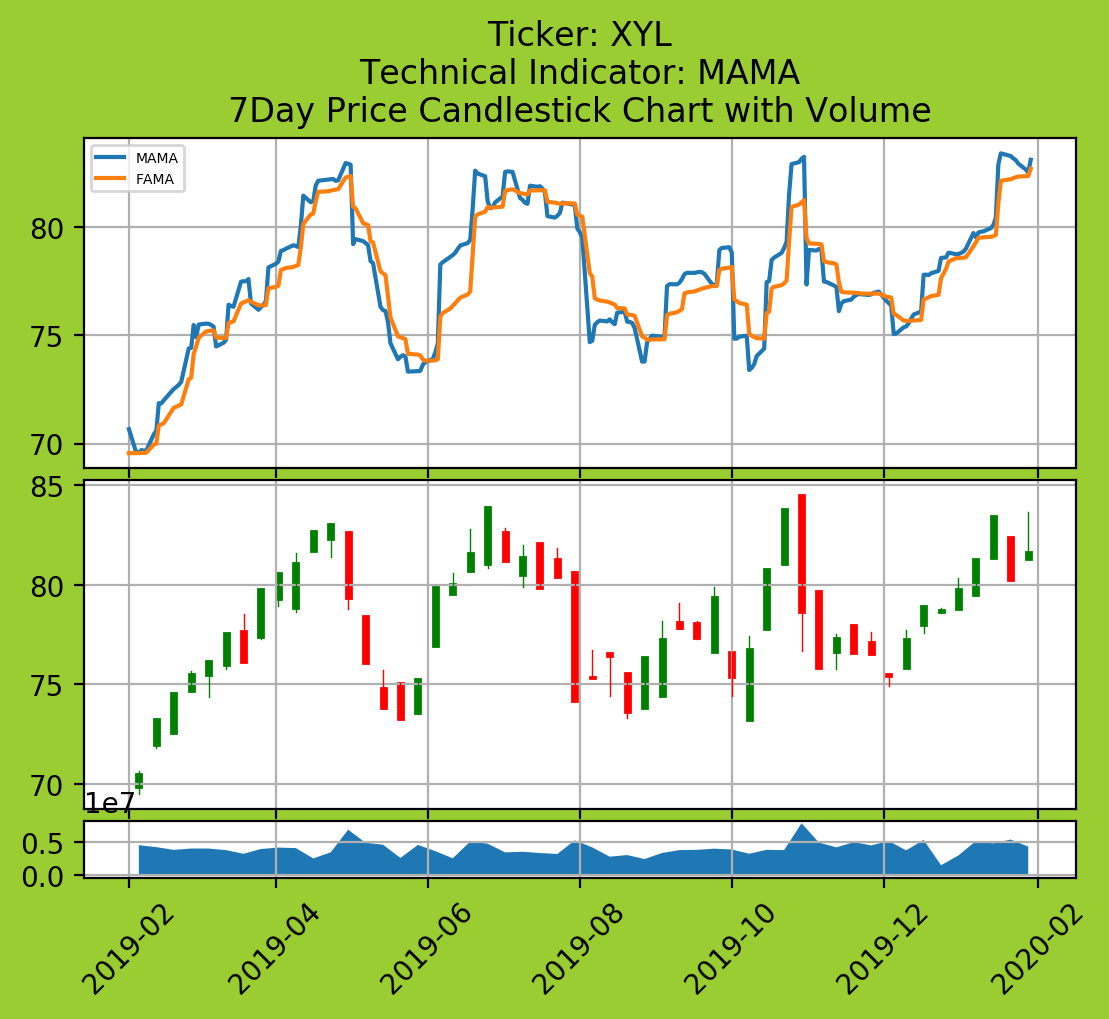 Ticker: XYL
Technical Indicator: MAMA
7Day Price Candlestick Chart with Volume
MAMA
FAMA
80
75
70
85
80
75
70
1e7
0.5
0.0
2019-02
2019-04
2019-06
2019-08
2019-10
2019-12
2020-02